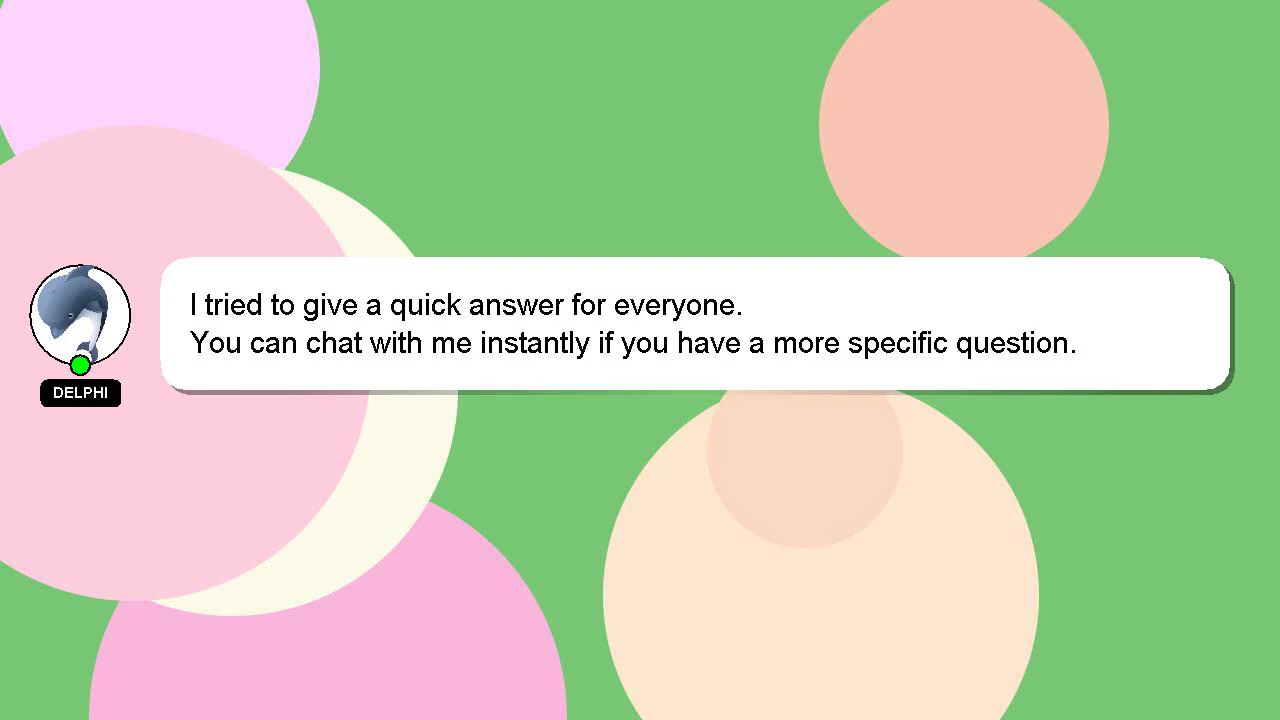 I tried to give a quick answer for everyone.
You can chat with me instantly if you have a more specific question.
DELPHI